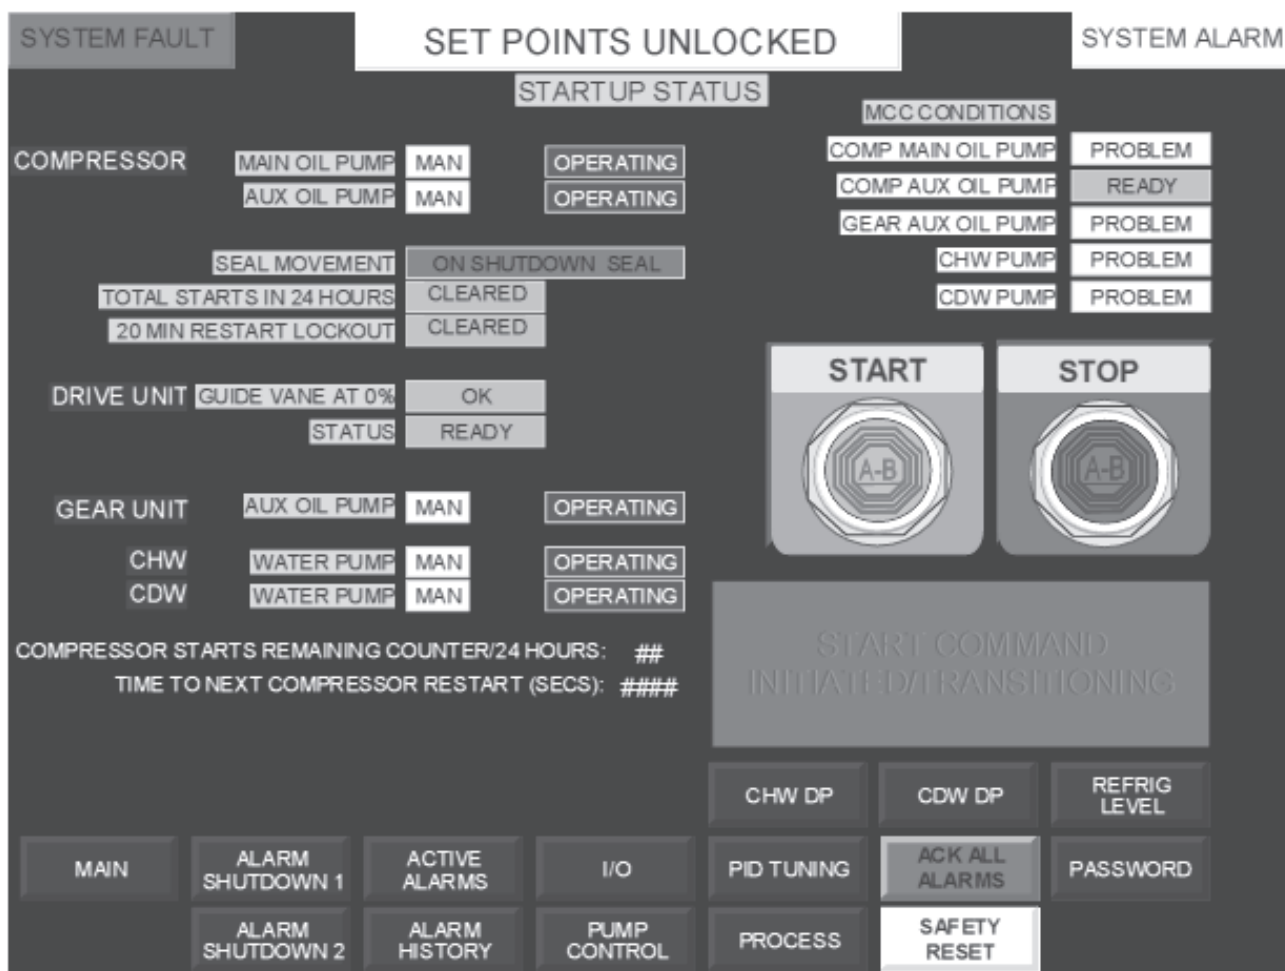 SYSTEM FAULT
SET POINTS UNLOCKED
SYSTEM ALARM
STARTUP STATUS
MCC CONDITIONS
COMPRESSOR MAIN OIL PUMP MAN OPERATING
AUX OIL PUMP MAN OPERATING
COMP MAIN OIL PUMP PROBLEM
COMP AUX OIL PUMP READY
GEAR AUX OIL PUMP PROBLEM
CHW PUMP PROBLEM
CDW PUMP PROBLEM
SEAL MOVEMENT ON SHUTDOWN SEAL
TOTAL STARTS IN 24 HOURS CLEARED
20 MIN RESTART LOCKOUT CLEARED
DRIVE UNIT GUIDE VANE AT 0% OK
STATUS READY
START
A-B
STOP
A-B
GEAR UNIT AUX OIL PUMP MAN OPERATING
CHW WATER PUMP MAN OPERATING
CDW WATER PUMP MAN OPERATING
COMPRESSOR STARTS REMAINING COUNTER/24 HOURS: ##
TIME TO NEXT COMPRESSOR RESTART (SECS): ####
START COMMAND
INITIATED/TRANSITIONING
CHW DP
CDW DP
REFRIG
LEVEL
MAIN
ALARM
SHUTDOWN 1
ACTIVE
ALARMS
I/O
PID TUNING
ACK ALL
ALARMS
PASSWORD
ALARM
SHUTDOWN 2
ALARM
HISTORY
PUMP
CONTROL
PROCESS
SAFETY
RESET